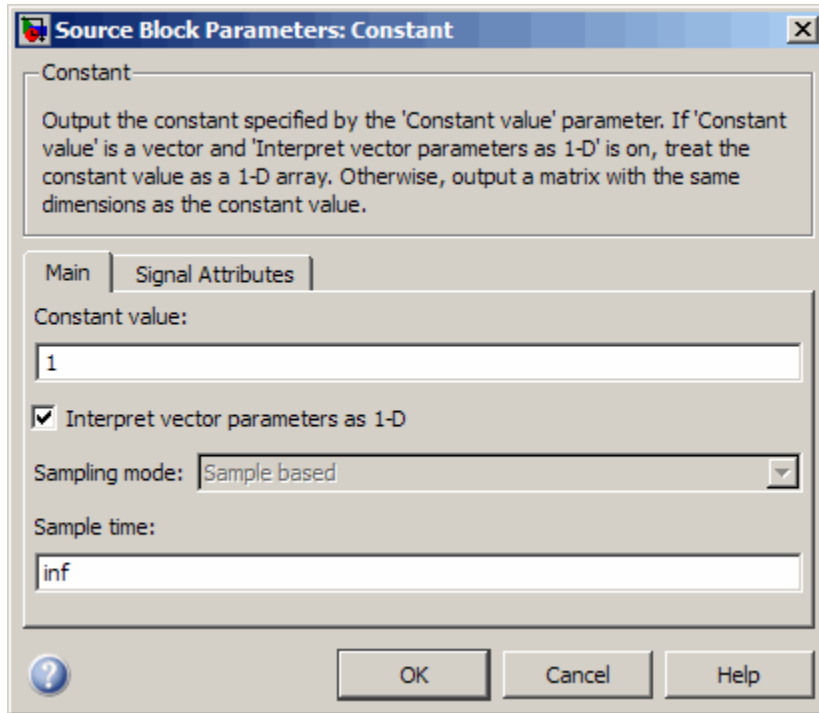 Source Block Parameters: Constant
Constant
Output the constant specified by the 'Constant value' parameter. If 'Constant
value' is a vector and 'Interpret vector parameters as 1-D' is on, treat the
constant value as a 1-D array. Otherwise, output a matrix with the same
dimensions as the constant value.
Main Signal Attributes
Constant value:
1
Interpret vector parameters as 1-D
Sampling mode: Sample based
Sample time:
inf
? OK Cancel Help